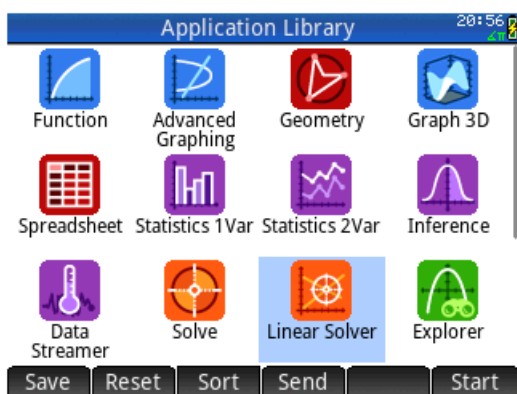 Application Library 20:56
∡π
Function
Advanced
Graphing
Geometry
Graph 3D
Spreadsheet
Statistics 1Var
Statistics 2Var
Inference
Data
Streamer
Solve
Linear Solver
Explorer
Save Reset Sort Send Start